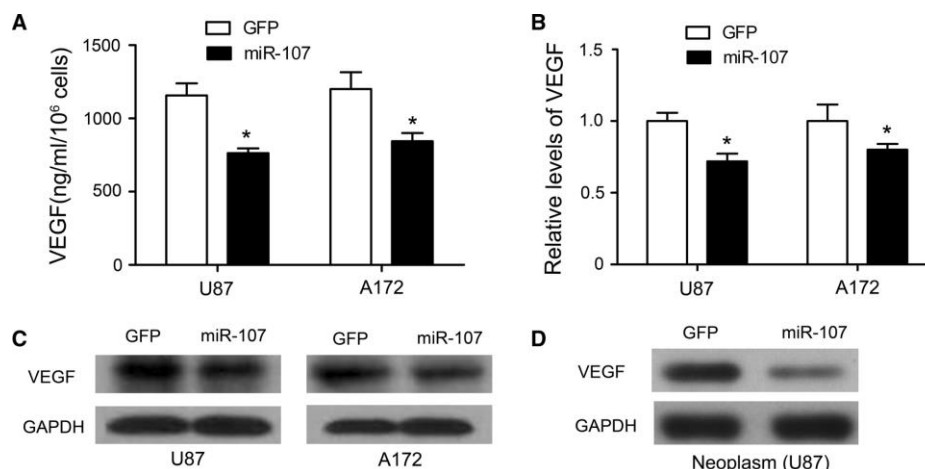 A
GFP
miR-107
VEGF(ng/ml/10⁶ cells)
1500
1000
500
0
*
*
U87
A172
B
GFP
miR-107
Relative levels of VEGF
1.5
1.0
0.5
0
*
*
U87
A172
C
GFP miR-107 GFP miR-107
VEGF
GAPDH
U87 A172
D
GFP miR-107
VEGF
GAPDH
Neoplasm (U87)